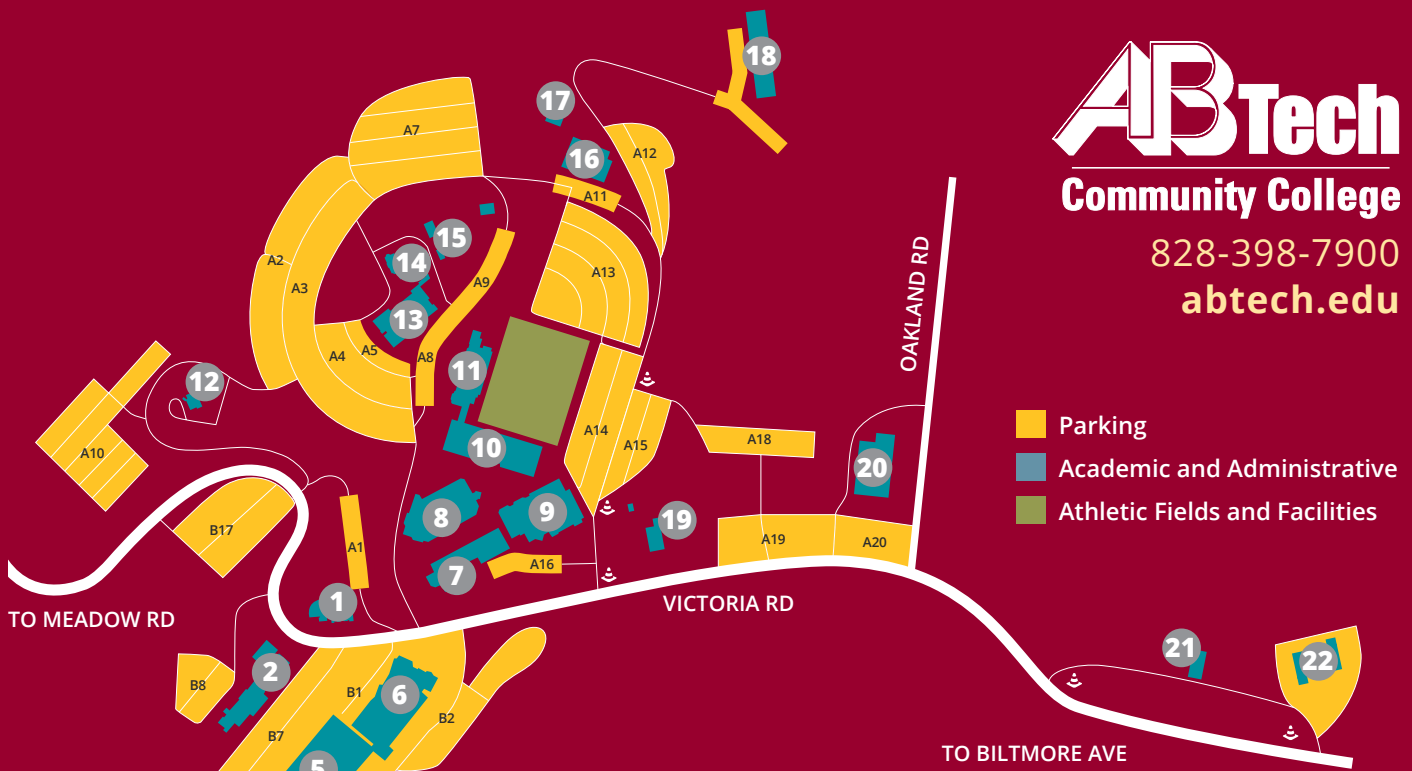 ABTech
Community College
828-398-7900
abtech.edu
Parking
Academic and Administrative
Athletic Fields and Facilities
18
17
A7
16
A12
A11
15
14
A2
A3
A9
A13
13
A4
A5
A8
11
12
OAKLAND RD
A10
10
A14
A15
A18
20
8
9
19
B17
A1
7
A16
A19
A20
1
VICTORIA RD
TO MEADOW RD
2
B8
B1
6
B7
B2
5
21
22
TO BILTMORE AVE